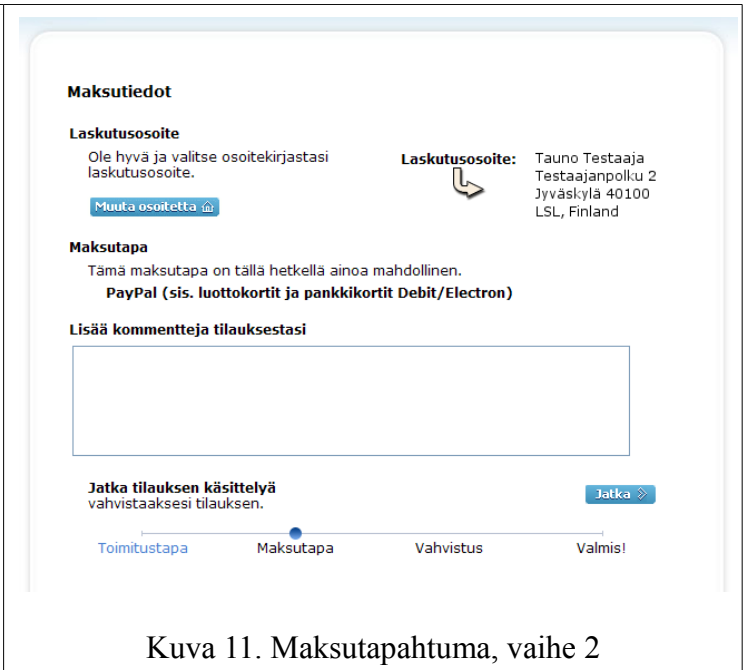 Maksutiedot
Laskutusosoite
Ole hyvä ja valitse osoitekirjastasi
laskutusosoite.
Muuta osoitetta
Laskutusosoite:
Tauno Testaaja
Testaajanpolku 2
Jyväskylä 40100
LSL, Finland
Maksutapa
Tämä maksutapa on tällä hetkellä ainoa mahdollinen.
PayPal (sis. luottokortit ja pankkikortit Debit/Electron)
Lisää kommentteja tilauksestasi
Jatka tilauksen käsittelyä
vahvistaaksesi tilauksen.
Jatka
Toimitustapa Maksutapa Vahvistus Valmis!
Kuva 11. Maksutapahtuma, vaihe 2